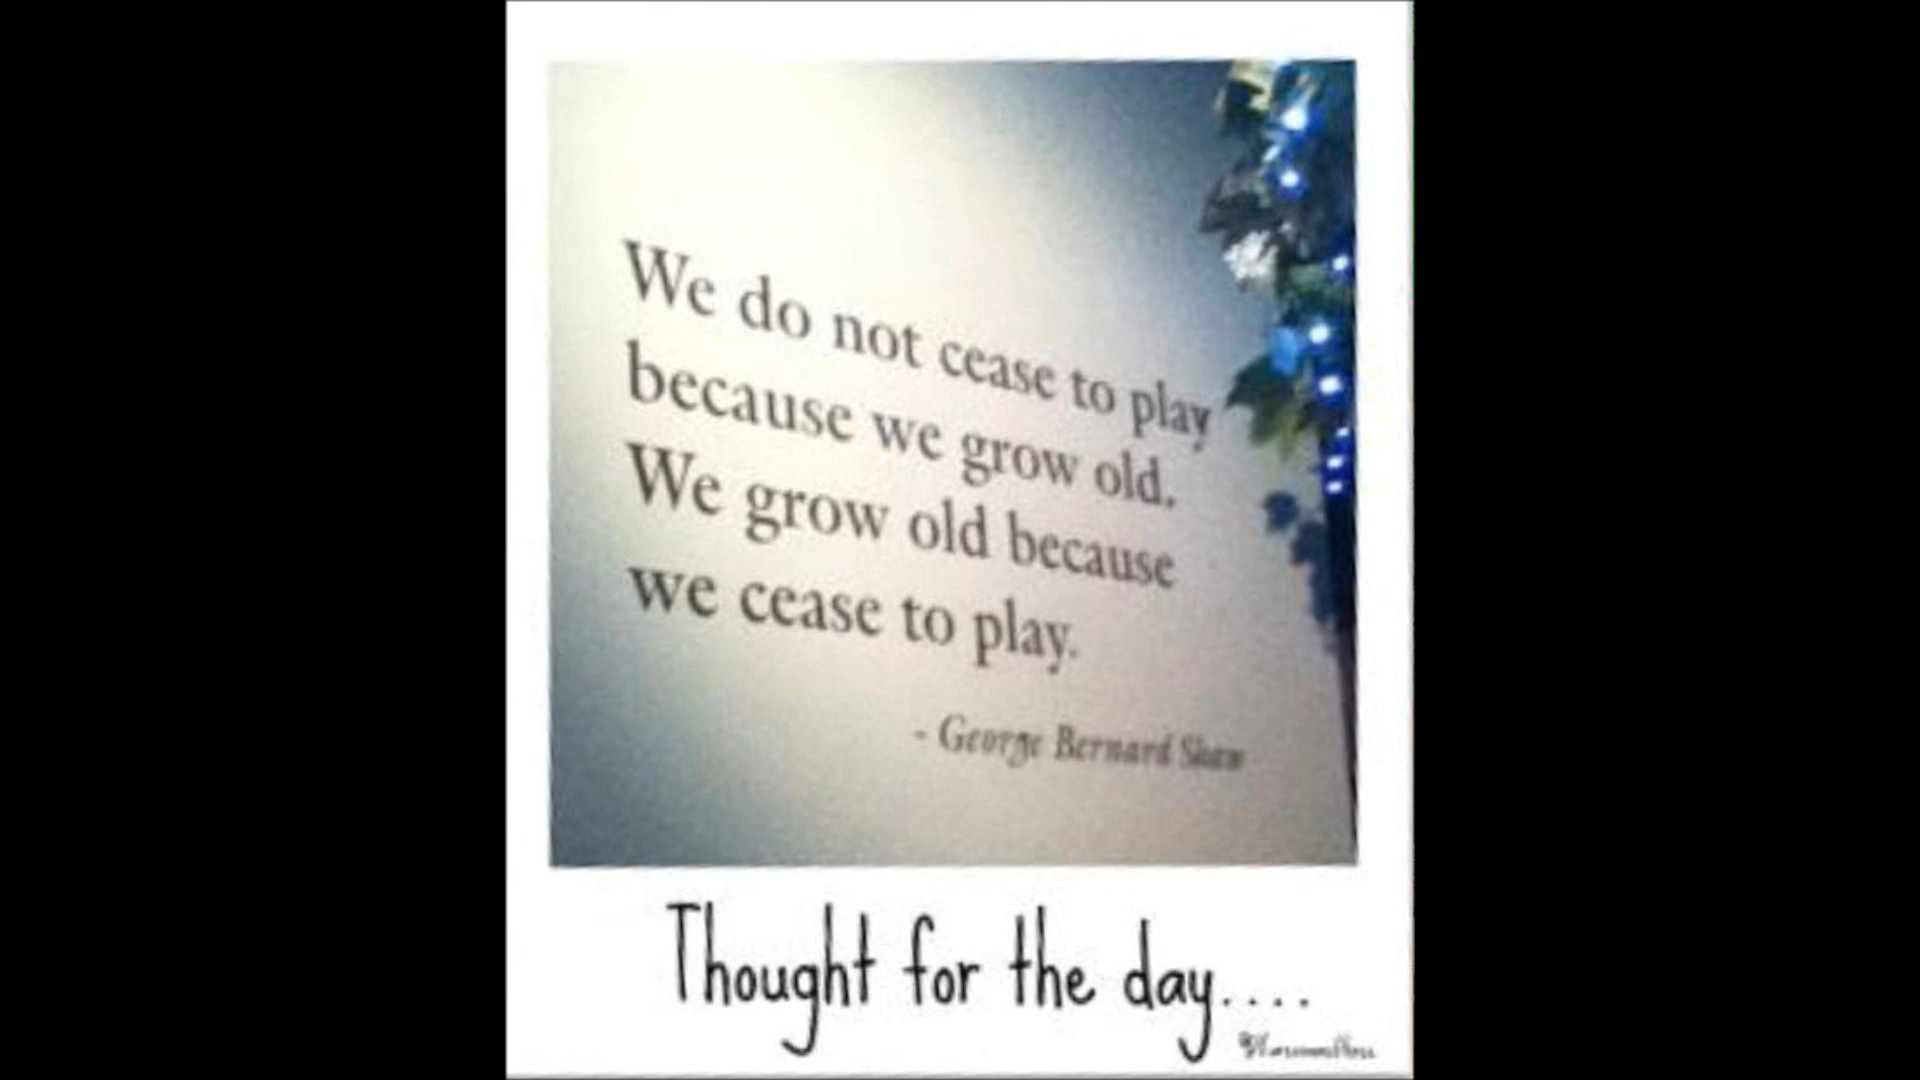 We do not cease to play
because we grow old.
We grow old because
we cease to play.
- George Bernard Shaw
Thought for the day....